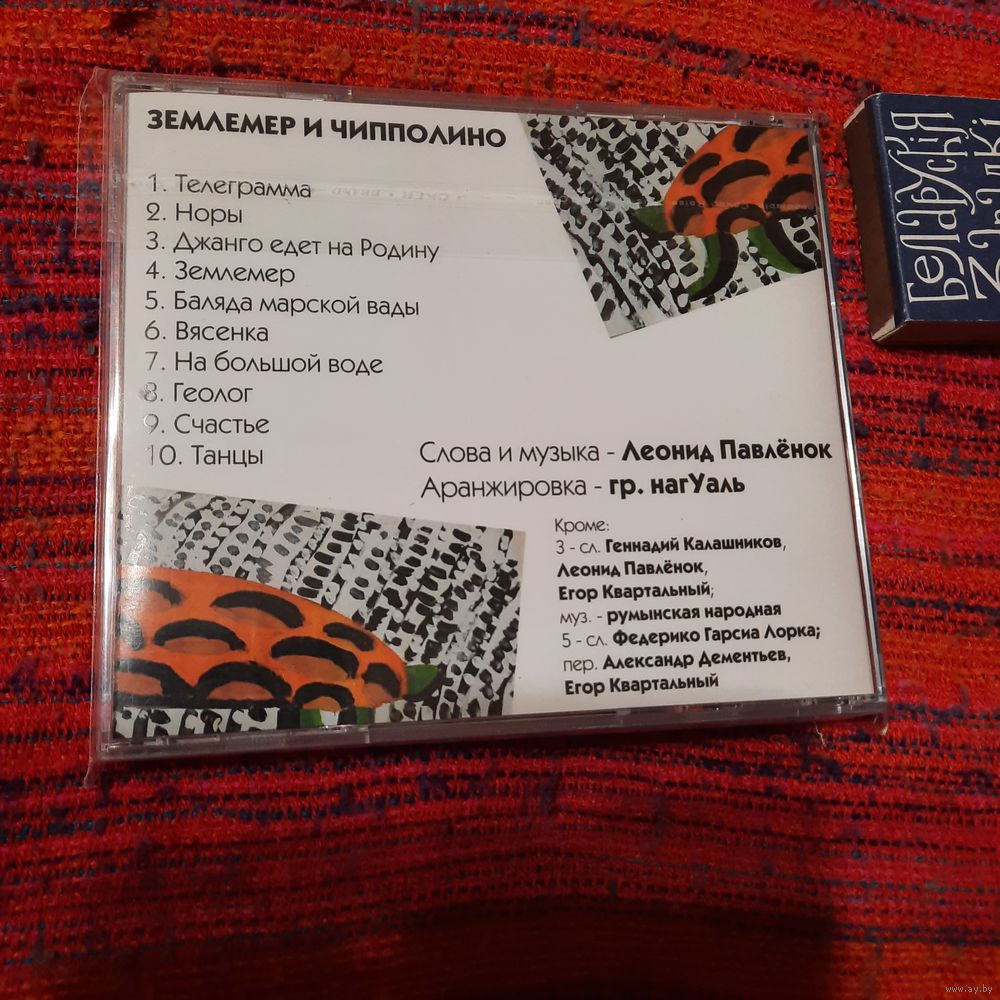 ЗЕМЛЕМЕР И ЧИППОЛИНО
1. Телеграмма
2. Норы
3. Джанго едет на Родину
4. Землемер
5. Баляда марской вады
6. Вясенка
7. На большой воде
8. Геолог
9. Счастье
10. Танцы
Слова и музыка - Леонид Павлёнок
Аранжировка - гр. нагУаль
Кроме:
3 - сл. Геннадий Калашников,
Леонид Павлёнок,
Егор Квартальный;
муз. - румынская народная
5 - сл. Федерико Гарсиа Лорка;
пер. Александр Дементьев,
Егор Квартальный
БЕЛАРУСКІЯ
www.ay.by